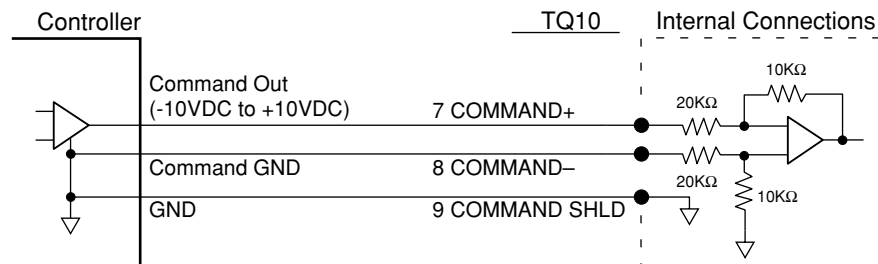 Controller
TQ10
Internal Connections
Command Out
(-10VDC to +10VDC)
7 COMMAND+
20KΩ
10KΩ
Command GND
8 COMMAND–
20KΩ
10KΩ
GND
9 COMMAND SHLD